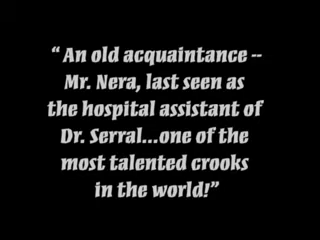 “ An old acquaintance --
Mr. Nera, last seen as
the hospital assistant of
Dr. Serral...one of the
most talented crooks
in the world!”